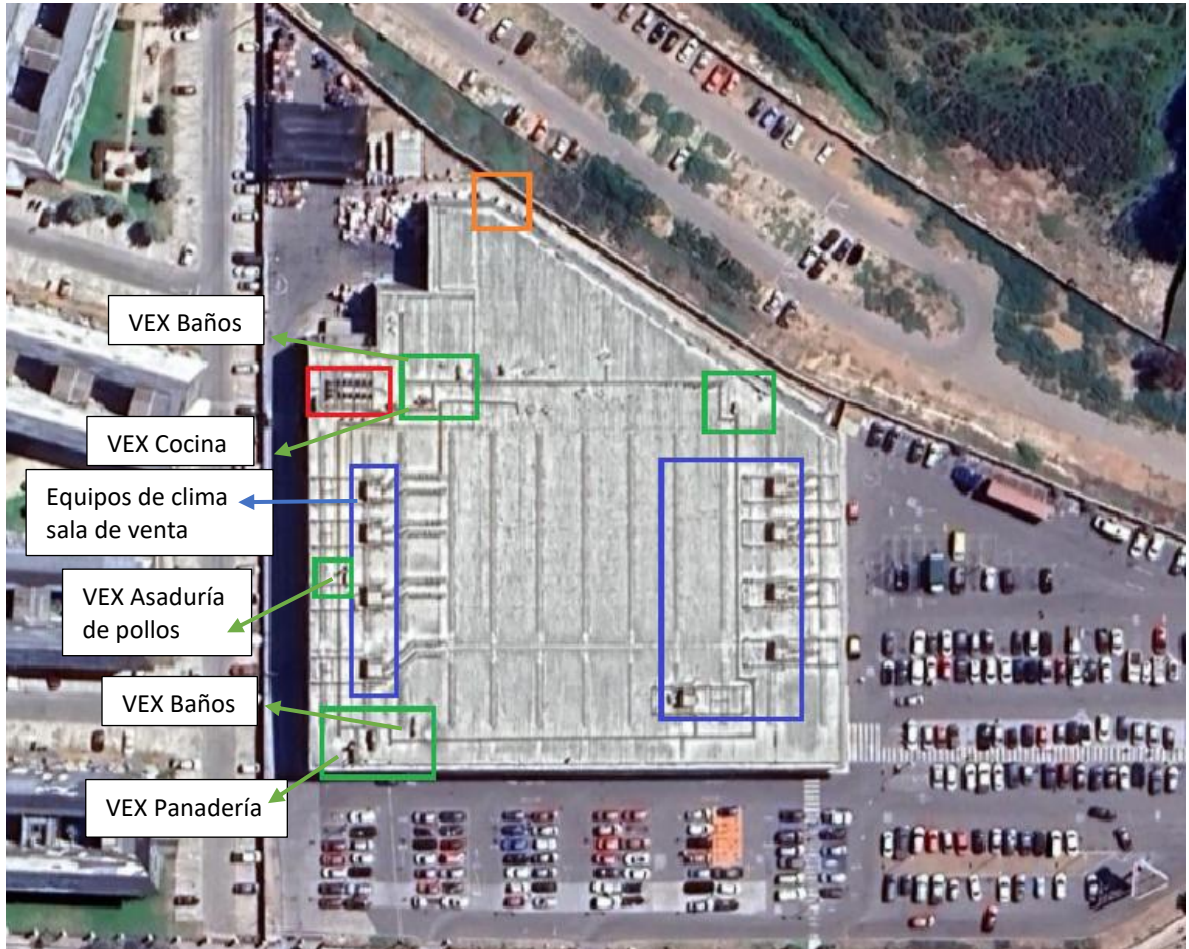 VEX Baños
VEX Cocina
Equipos de clima
sala de venta
VEX Asaduría
de pollos
VEX Baños
VEX Panadería